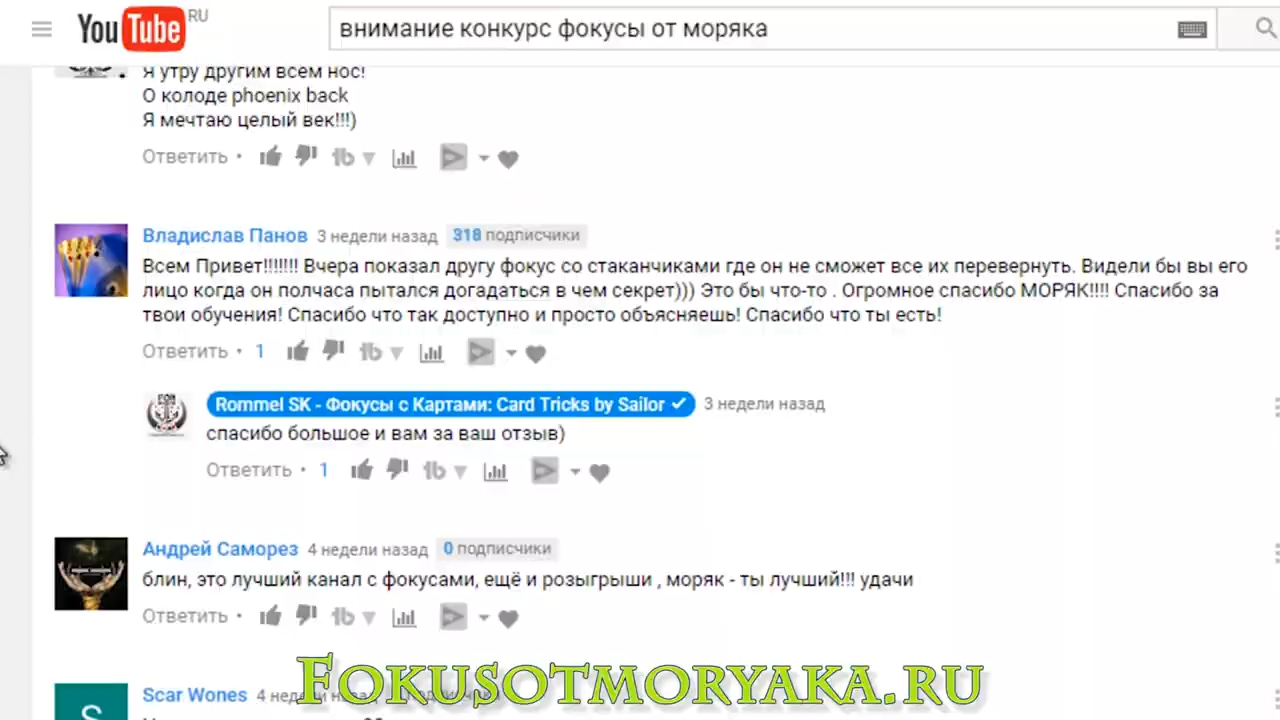 YouTube RU
внимание конкурс фокусы от моряка
Я утру другим всем нос!
О колоде phoenix back
Я мечтаю целый век!!!)
Ответить •
Владислав Панов 3 недели назад 318 подписчики
Всем Привет!!!!!!! Вчера показал другу фокус со стаканчиками где он не сможет все их перевернуть. Видели бы вы его
лицо когда он полчаса пытался догадаться в чем секрет))) Это бы что-то . Огромное спасибо МОРЯК!!!! Спасибо за
твои обучения! Спасибо что так доступно и просто объясняешь! Спасибо что ты есть!
Ответить • 1
Rommel SK - Фокусы с Картами: Card Tricks by Sailor 3 недели назад
спасибо большое и вам за ваш отзыв)
Ответить • 1
Андрей Саморез 4 недели назад 0 подписчики
блин, это лучший канал с фокусами, ещё и розыгрыши , моряк - ты лучший!!! удачи
Ответить •
Scar Wones 4 недели назад
S
Fokusotmoryaka.ru